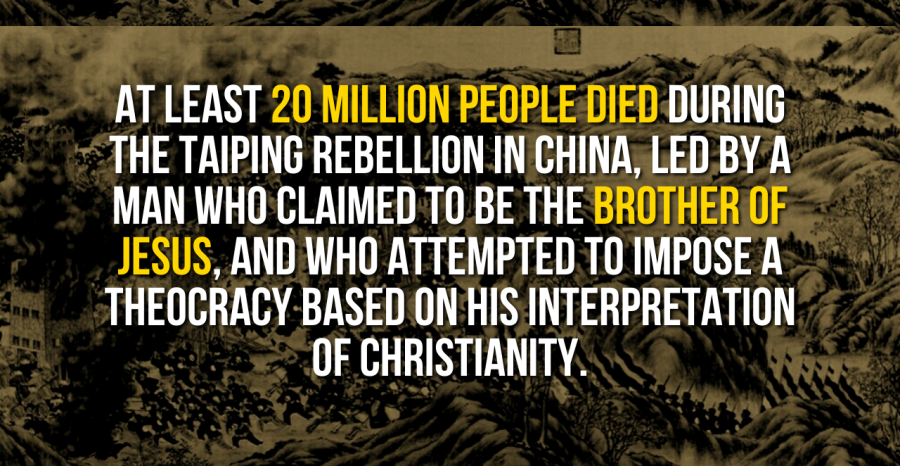 AT LEAST 20 MILLION PEOPLE DIED DURING
THE TAIPING REBELLION IN CHINA, LED BY A
MAN WHO CLAIMED TO BE THE BROTHER OF
JESUS, AND WHO ATTEMPTED TO IMPOSE A
THEOCRACY BASED ON HIS INTERPRETATION
OF CHRISTIANITY.